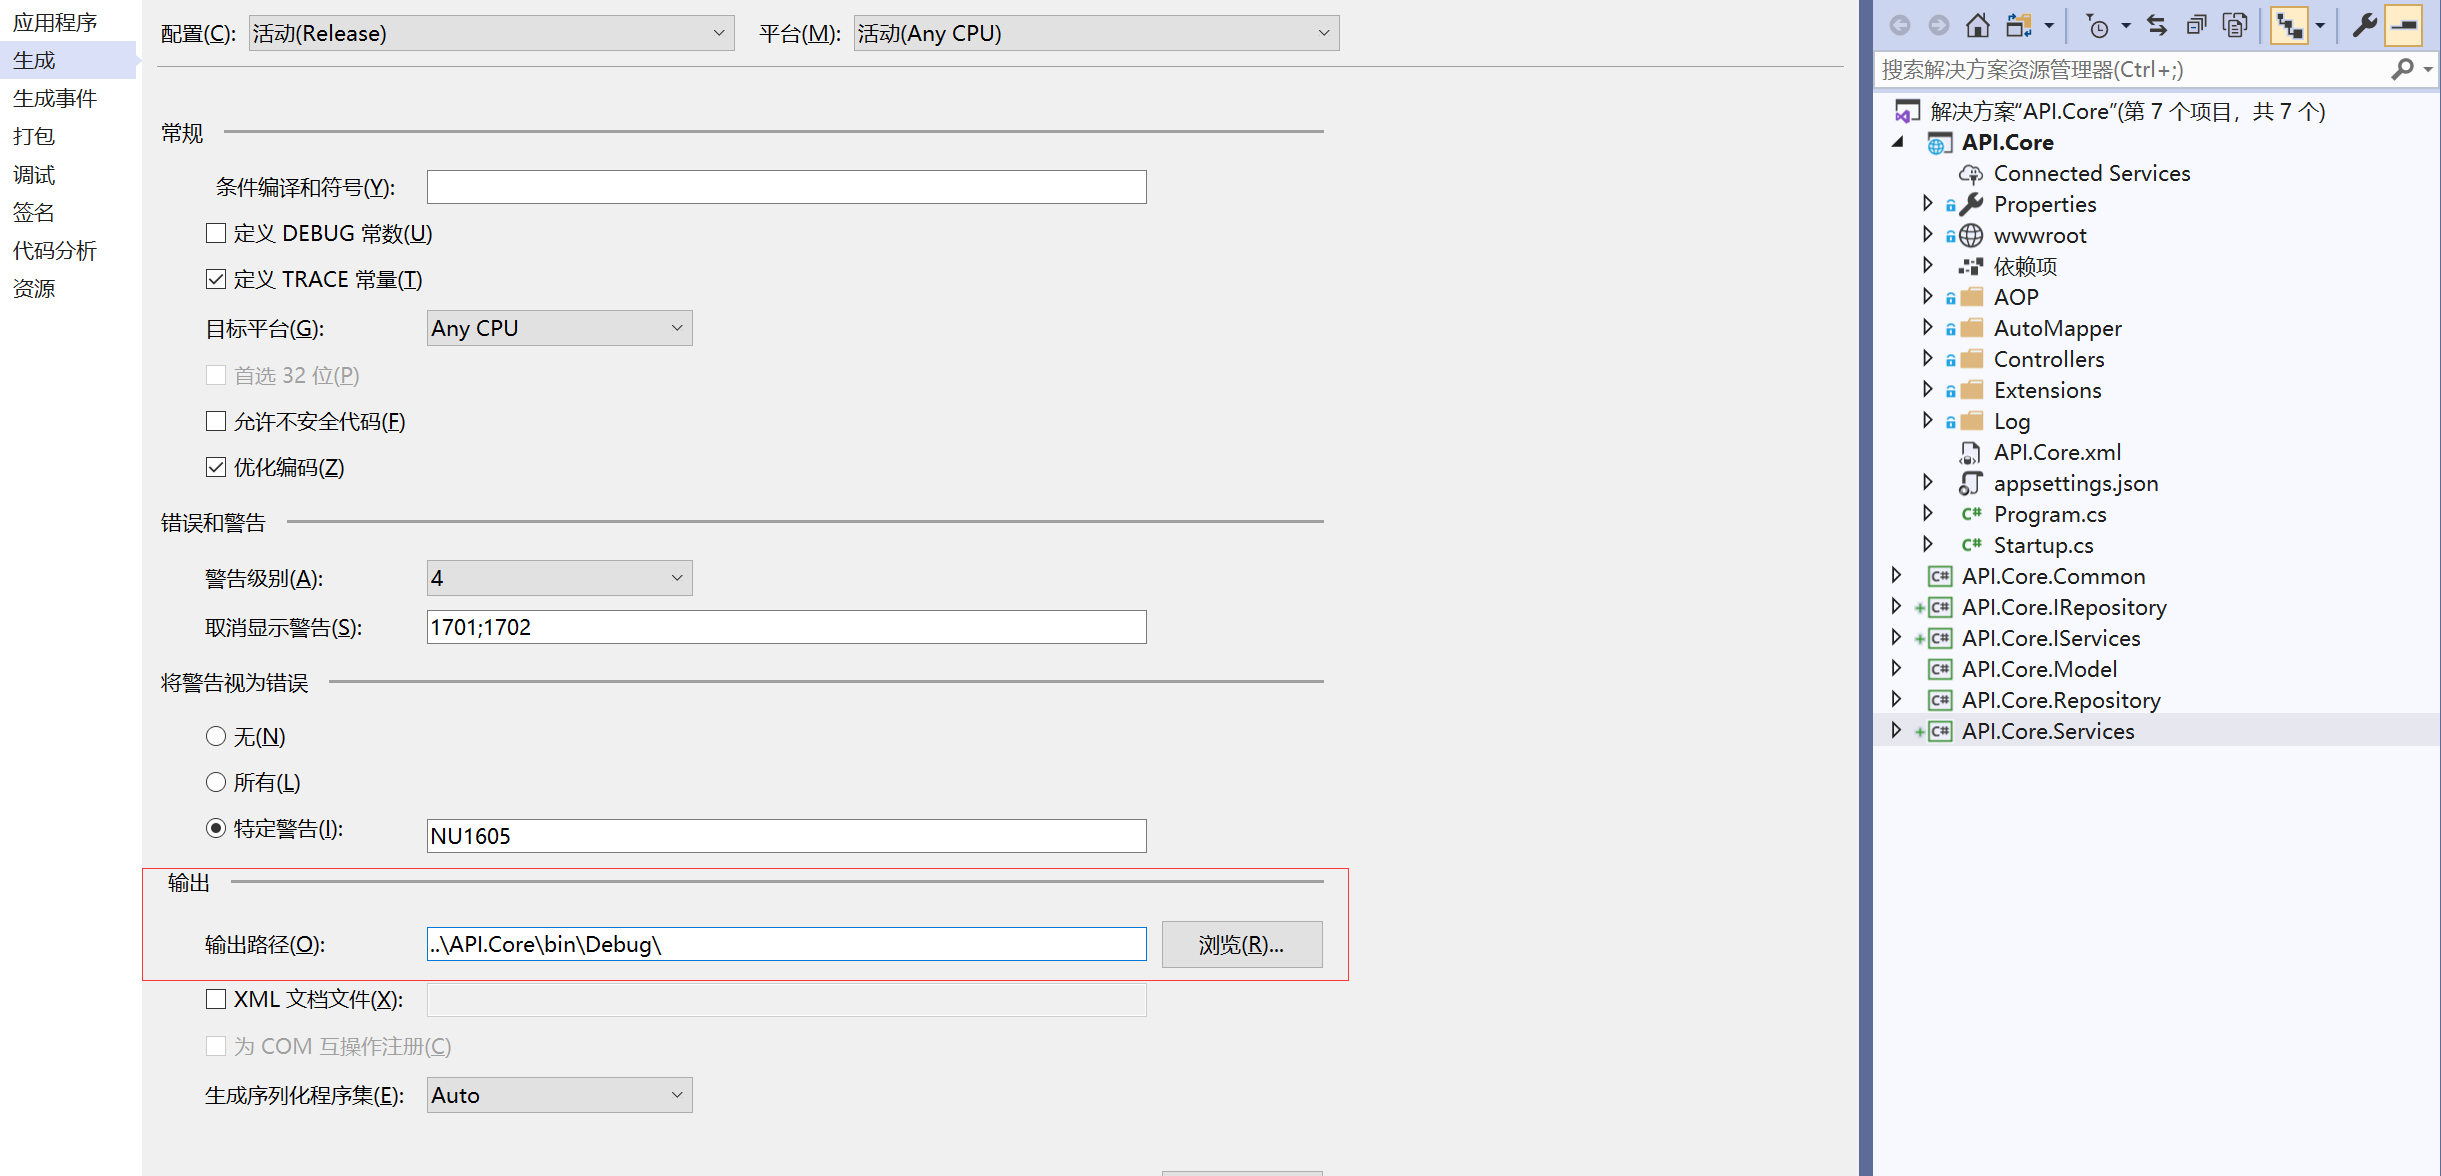 应用程序
生成
生成事件
打包
调试
签名
代码分析
资源
配置(C): 活动(Release) 平台(M): 活动(Any CPU)
常规
条件编译和符号(Y):
定义 DEBUG 常数(U)
定义 TRACE 常量(T)
目标平台(G): Any CPU
首选 32 位(P)
允许不安全代码(F)
优化编码(Z)
错误和警告
警告级别(A): 4
取消显示警告(S): 1701;1702
将警告视为错误
无(N)
所有(L)
特定警告(I): NU1605
输出
输出路径(O): ..\API.Core\bin\Debug\ 浏览(R)...
XML 文档文件(X):
为 COM 互操作注册(C)
生成序列化程序集(E): Auto
搜索解决方案资源管理器(Ctrl+;)
解决方案“API.Core”(第 7 个项目，共 7 个)
API.Core
Connected Services
Properties
wwwroot
依赖项
AOP
AutoMapper
Controllers
Extensions
Log
API.Core.xml
appsettings.json
C# Program.cs
C# Startup.cs
C# API.Core.Common
C# API.Core.IRepository
C# API.Core.IServices
C# API.Core.Model
C# API.Core.Repository
C# API.Core.Services